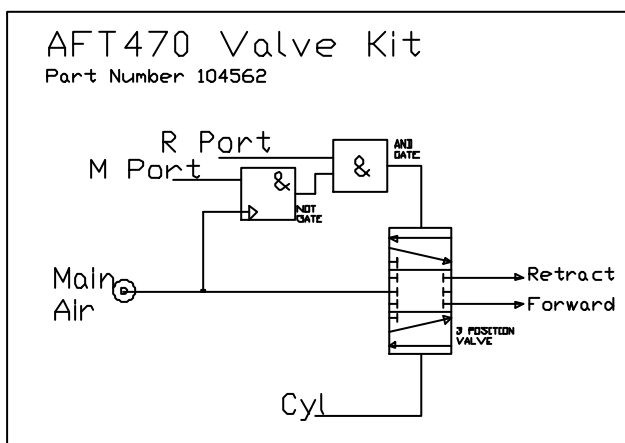 AFT470 Valve Kit
Part Number 104562
R Port
AND
GATE
M Port
&
&
NOT
GATE
Main
Air
Retract
Forward
3 POSITION
VALVE
Cyl